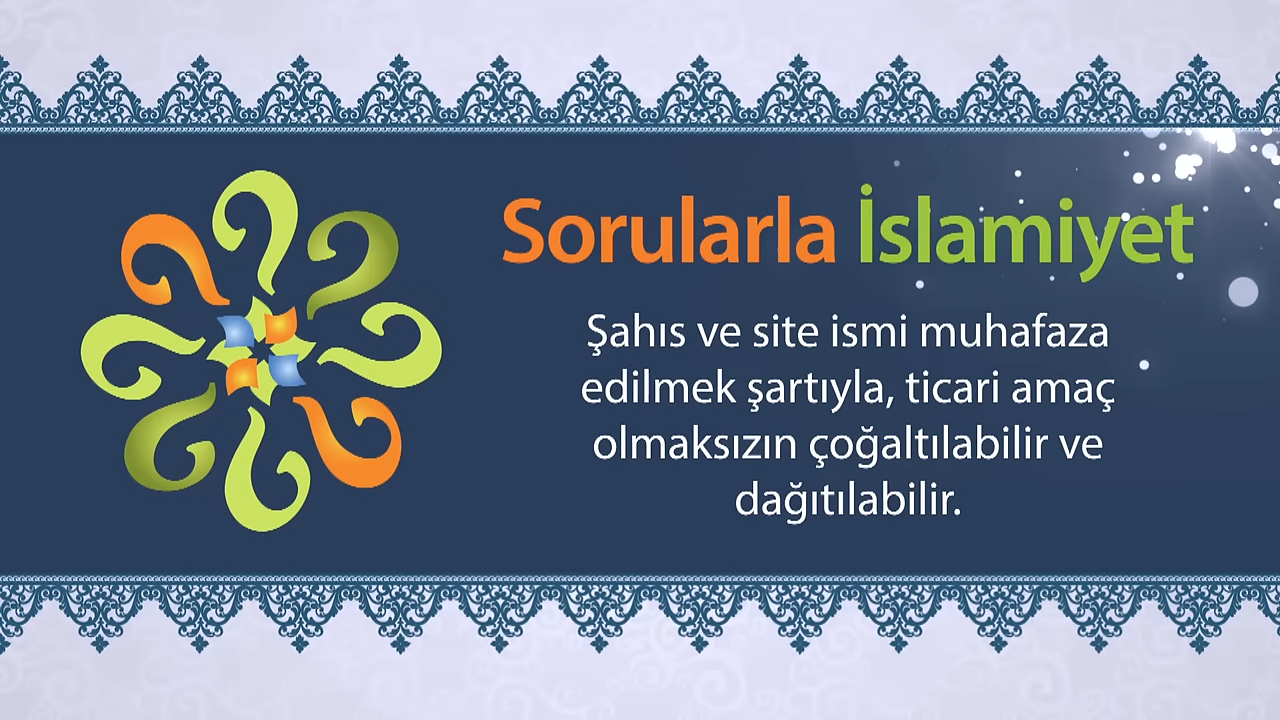 Sorularla İslamiyet
Şahıs ve site ismi muhafaza
edilmek şartıyla, ticari amaç
olmaksızın çoğaltılabilir ve
dağıtılabilir.